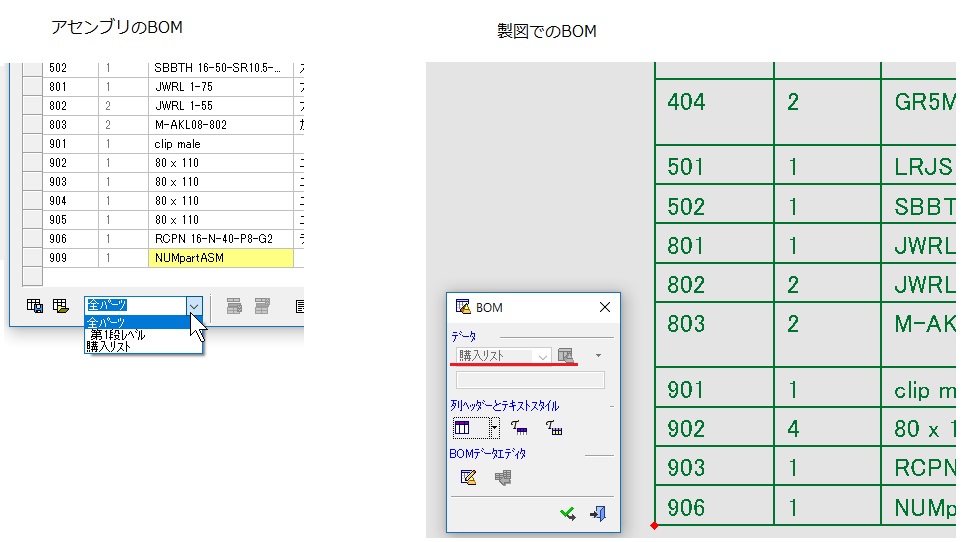 アセンブリのBOM
製図でのBOM
502 1 SBBTH 16-50-SR10.5-...
801 1 JWRL 1-75
802 2 JWRL 1-55
803 2 M-AKL08-802
901 1 clip male
902 1 80 x 110
903 1 80 x 110
904 1 80 x 110
905 1 80 x 110
906 1 RCPN 16-N-40-P8-G2
909 1 NUMpartASM
全パーツ
全パーツ
第1段レベル
購入リスト
BOM
データ
購入リスト
列ヘッダーとテキストスタイル
BOMデータエディタ
404 2 GR5M
501 1 LRJS
502 1 SBBT
801 1 JWRL
802 2 JWRL
803 2 M-AK
901 1 clip m
902 4 80 x 1
903 1 RCPN
906 1 NUMp